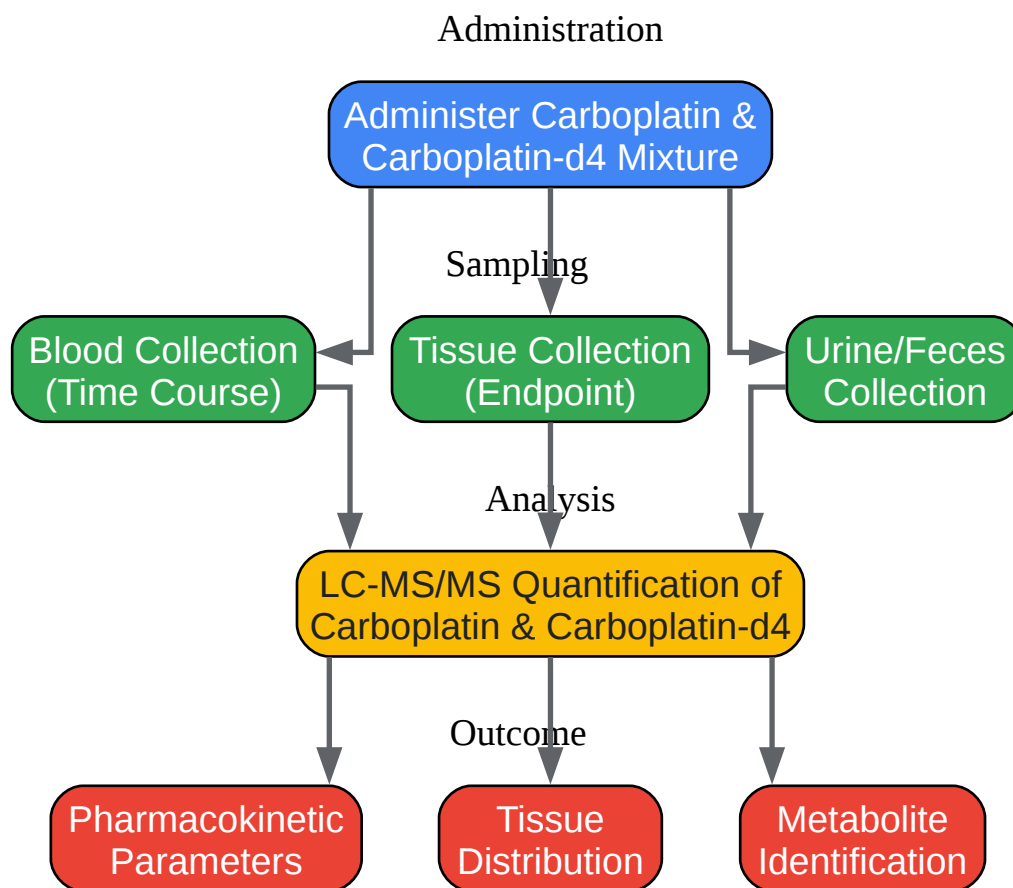 Administration
Administer Carboplatin &
Carboplatin-d4 Mixture
Sampling
Blood Collection
(Time Course)
Tissue Collection
(Endpoint)
Urine/Feces
Collection
Analysis
LC-MS/MS Quantification of
Carboplatin & Carboplatin-d4
Outcome
Pharmacokinetic
Parameters
Tissue
Distribution
Metabolite
Identification